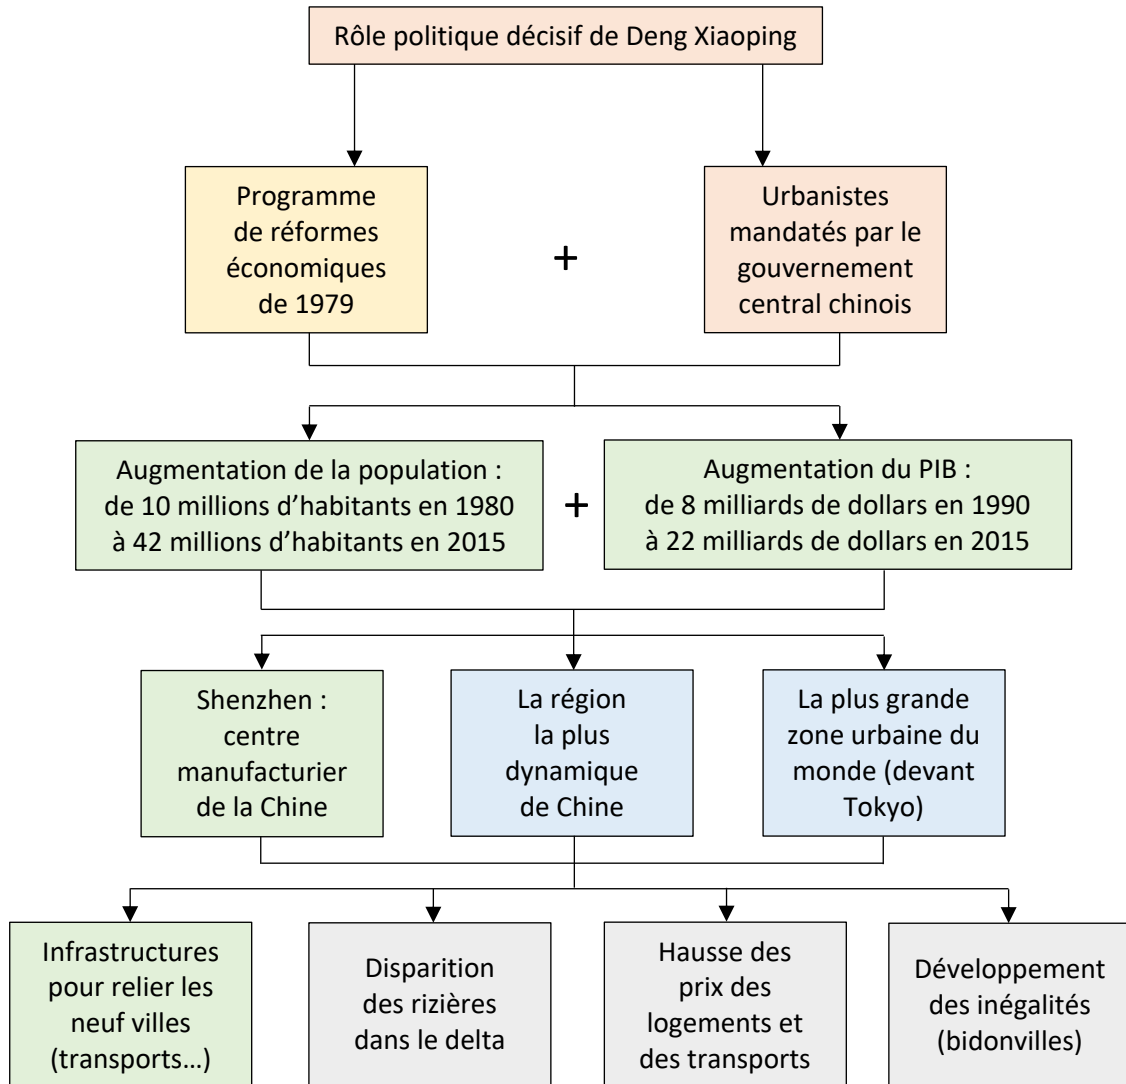 Rôle politique décisif de Deng Xiaoping
Programme
de réformes
économiques
de 1979
+
Urbanistes
mandatés par le
gouvernement
central chinois
Augmentation de la population :
de 10 millions d’habitants en 1980
à 42 millions d’habitants en 2015
+
Augmentation du PIB :
de 8 milliards de dollars en 1990
à 22 milliards de dollars en 2015
Shenzhen :
centre
manufacturier
de la Chine
La région
la plus
dynamique
de Chine
La plus grande
zone urbaine du
monde (devant
Tokyo)
Infrastructures
pour relier les
neuf villes
(transports…)
Disparition
des rizières
dans le delta
Hausse des
prix des
logements et
des transports
Développement
des inégalités
(bidonvilles)